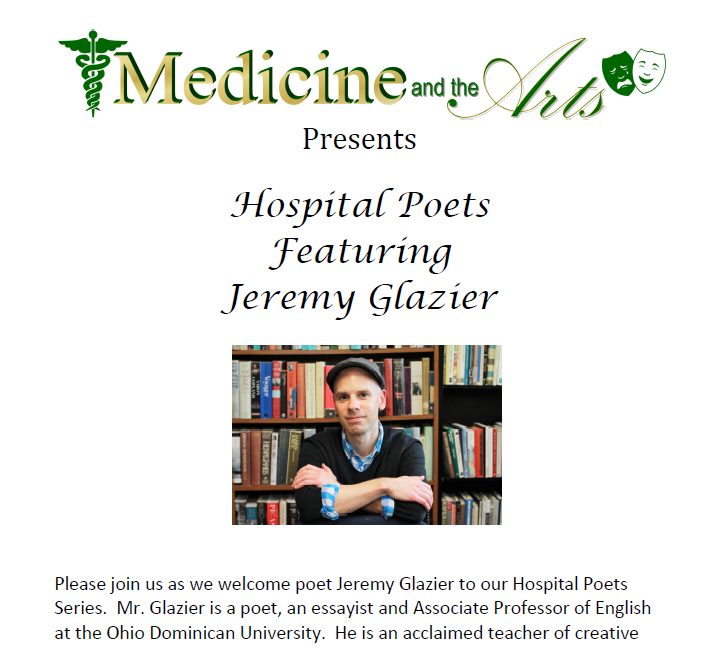 Medicine and the Arts
Presents
Hospital Poets
Featuring
Jeremy Glazier
Please join us as we welcome poet Jeremy Glazier to our Hospital Poets
Series.  Mr. Glazier is a poet, an essayist and Associate Professor of English
at the Ohio Dominican University.  He is an acclaimed teacher of creative